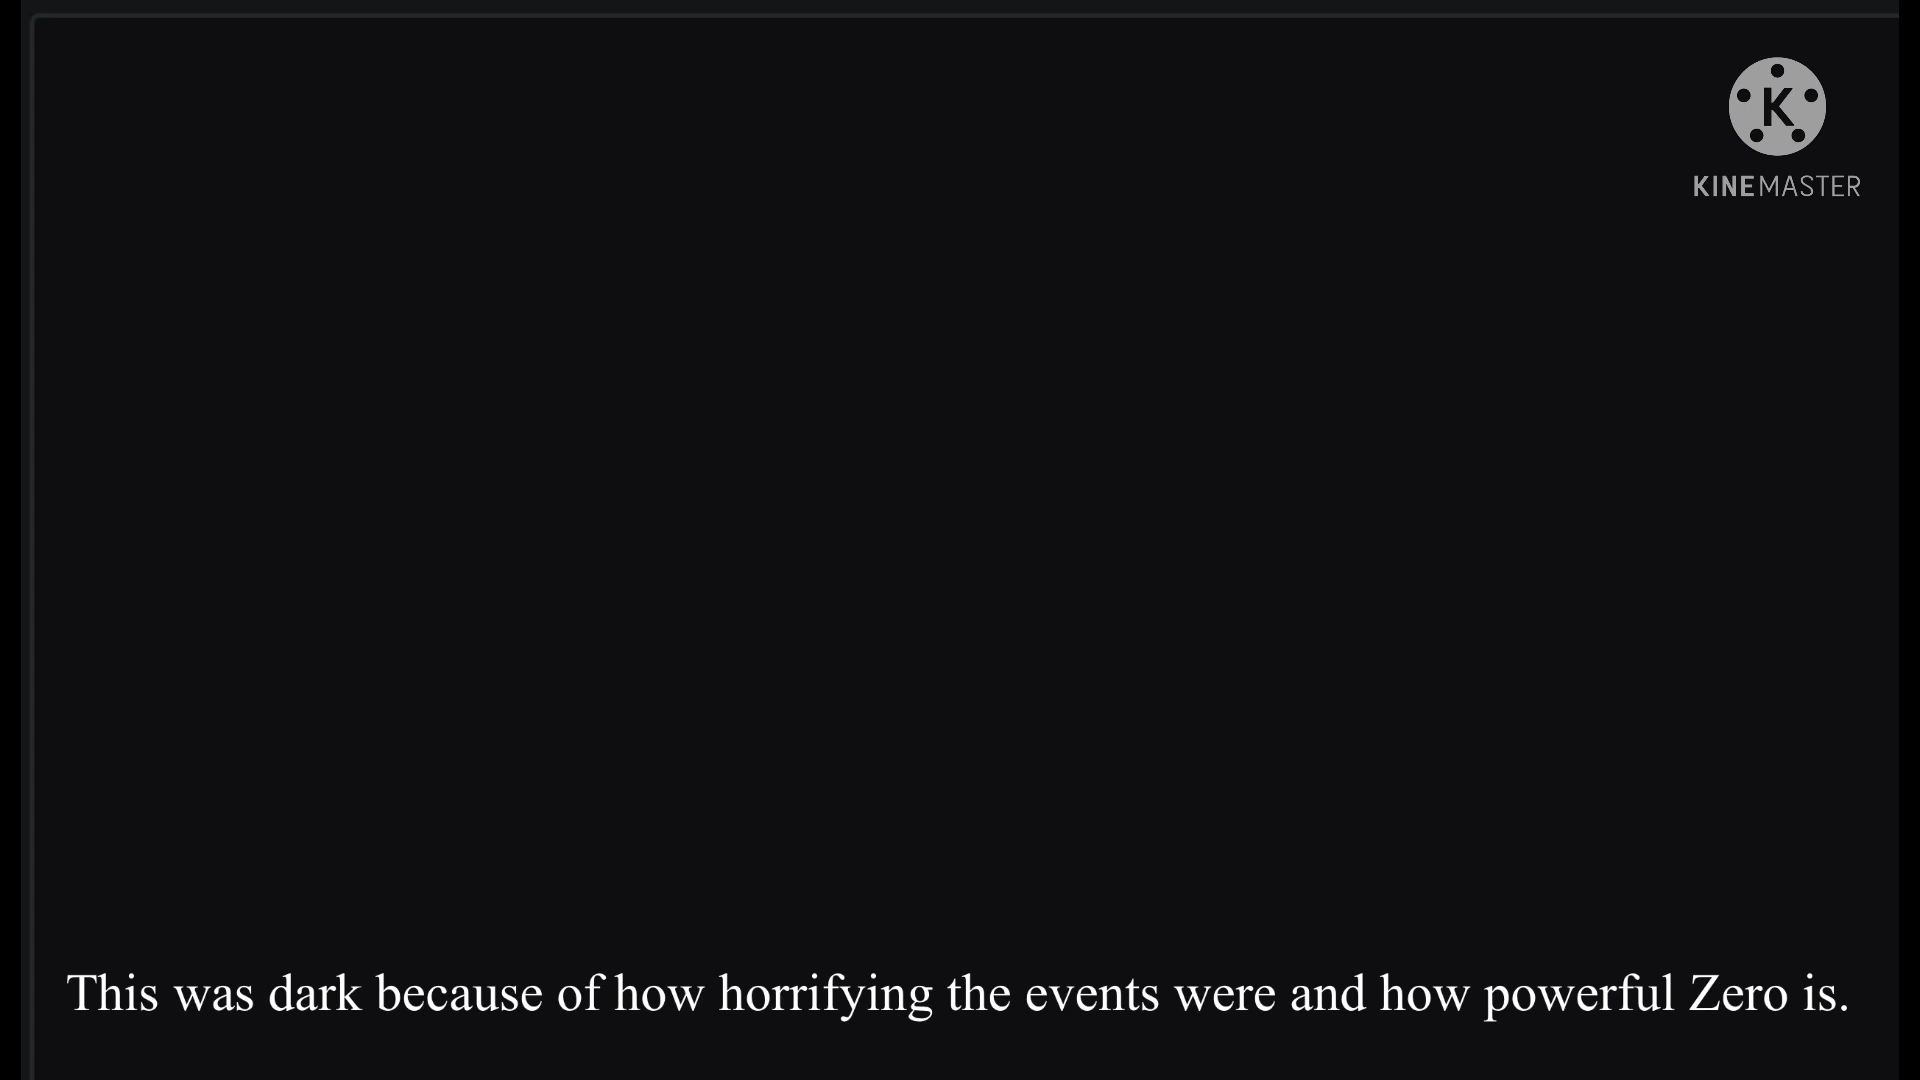 K
KINEMASTER
This was dark because of how horrifying the events were and how powerful Zero is.